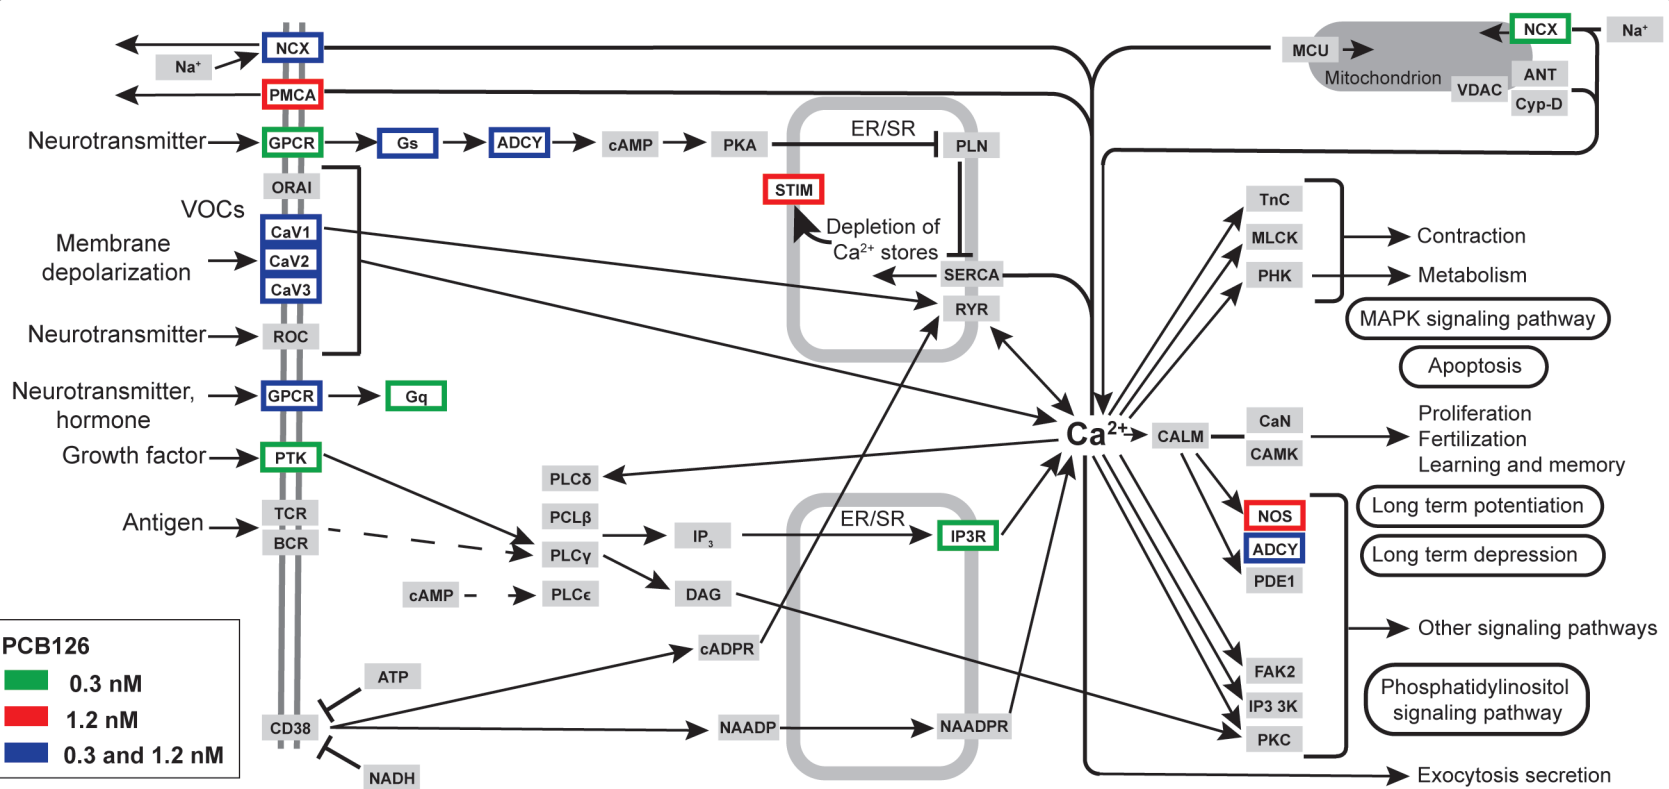 NCX
Na⁺
PMCA
Neurotransmitter
GPCR
Gs
ADCY
cAMP
PKA
ER/SR
PLN
STIM
Depletion of
Ca²⁺ stores
SERCA
RYR
ORAI
VOCs
CaV1
Membrane
depolarization
CaV2
CaV3
Neurotransmitter
ROC
Neurotransmitter,
hormone
GPCR
Gq
Growth factor
PTK
Antigen
TCR
BCR
PLCδ
PCLβ
PLCγ
cAMP
PLCϵ
IP₃
DAG
ER/SR
IP3R
cADPR
ATP
CD38
NADH
NAADP
NAADPR
MCU
Mitochondrion
NCX
Na⁺
ANT
VDAC
Cyp-D
TnC
MLCK
PHK
Contraction
Metabolism
MAPK signaling pathway
Apoptosis
Ca²⁺
CALM
CaN
CAMK
Proliferation
Fertilization
Learning and memory
Long term potentiation
Long term depression
NOS
ADCY
PDE1
Other signaling pathways
FAK2
IP3 3K
PKC
Phosphatidylinositol
signaling pathway
Exocytosis secretion
PCB126
0.3 nM
1.2 nM
0.3 and 1.2 nM